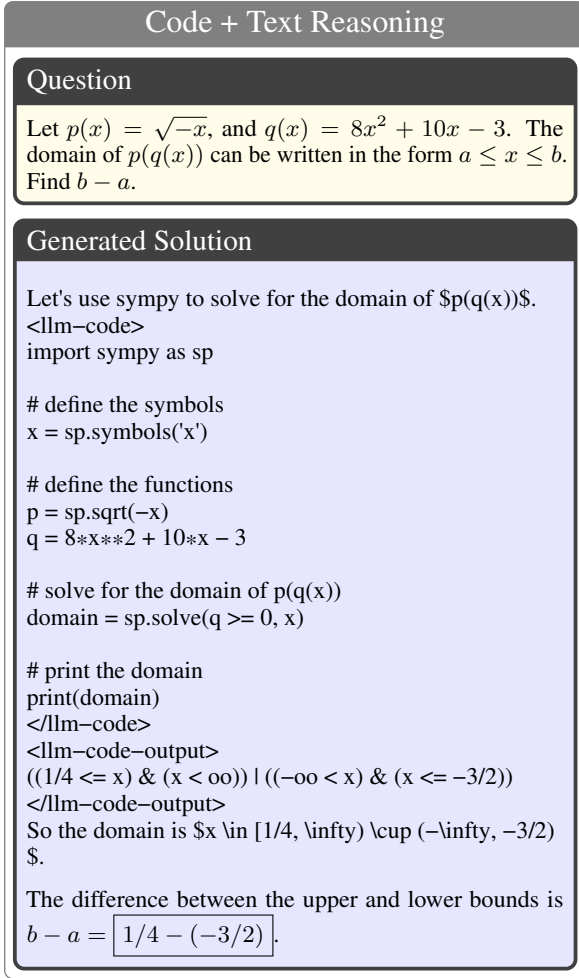 Code + Text Reasoning
Question
Let p(x) = √−x, and q(x) = 8x² + 10x − 3. The
domain of p(q(x)) can be written in the form a ≤ x ≤ b.
Find b − a.
Generated Solution
Let's use sympy to solve for the domain of $p(q(x))$.
<llm−code>
import sympy as sp
# define the symbols
x = sp.symbols('x')
# define the functions
p = sp.sqrt(−x)
q = 8*x**2 + 10*x − 3
# solve for the domain of p(q(x))
domain = sp.solve(q >= 0, x)
# print the domain
print(domain)
</llm−code>
<llm−code−output>
((1/4 <= x) & (x < oo)) | ((−oo < x) & (x <= −3/2))
</llm−code−output>
So the domain is $x \in [1/4, \infty) \cup (−\infty, −3/2)
$.
The difference between the upper and lower bounds is
b − a = 1/4 − (−3/2).